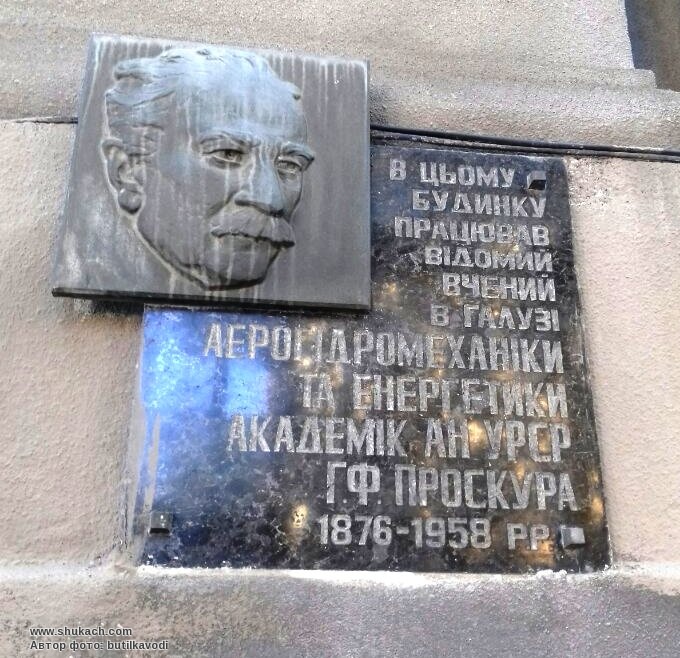 В ЦЬОМУ
БУДИНКУ
ПРАЦЮВАВ
ВІДОМИЙ
ВЧЕНИЙ
В ГАЛУЗІ
АЕРОГІДРОМЕХАНІКИ
ТА ЕНЕРГЕТИКИ
АКАДЕМІК АН УРСР
Г.Ф ПРОСКУРА
1876-1958 РР.
www.shukach.com
Автор фото: butilkavodi